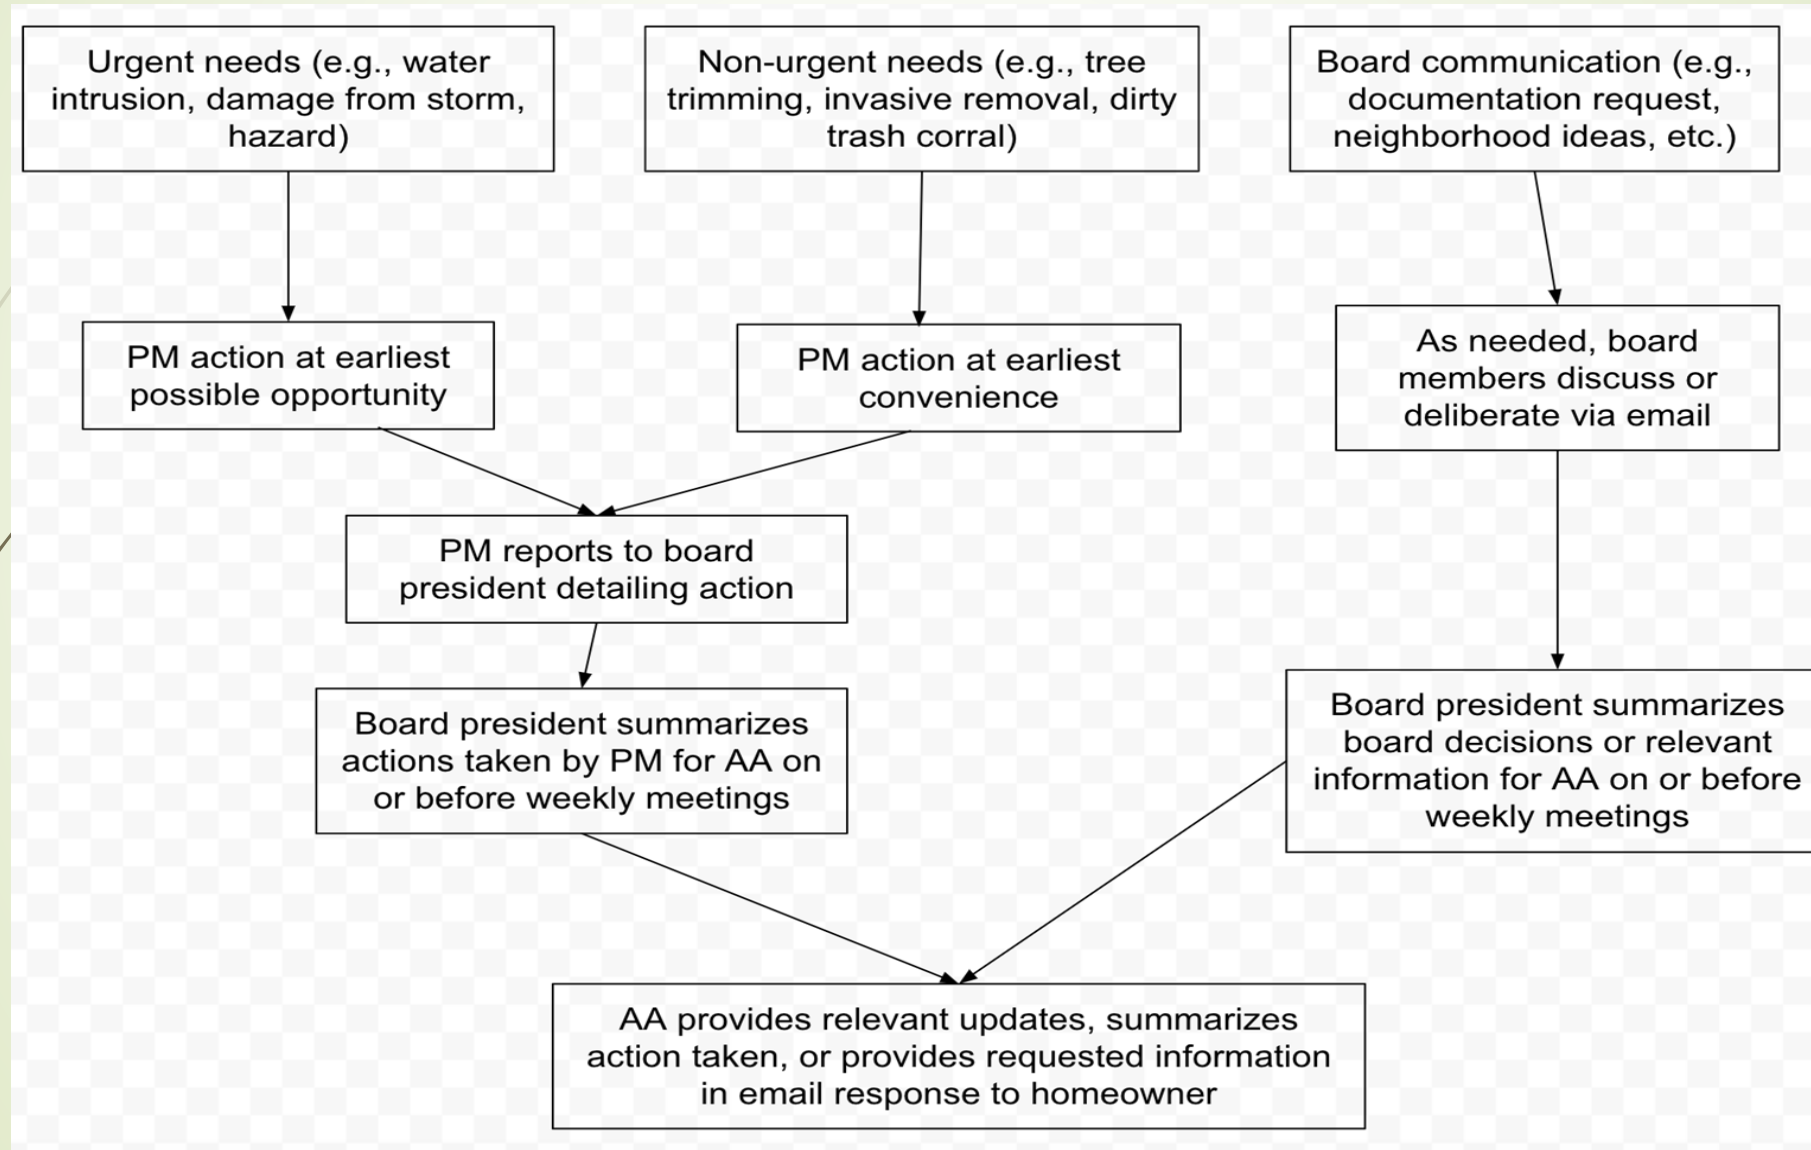 Urgent needs (e.g., water
intrusion, damage from storm,
hazard)
Non-urgent needs (e.g., tree
trimming, invasive removal, dirty
trash corral)
Board communication (e.g.,
documentation request,
neighborhood ideas, etc.)
PM action at earliest
possible opportunity
PM action at earliest
convenience
As needed, board
members discuss or
deliberate via email
PM reports to board
president detailing action
Board president summarizes
actions taken by PM for AA on
or before weekly meetings
Board president summarizes
board decisions or relevant
information for AA on or before
weekly meetings
AA provides relevant updates, summarizes
action taken, or provides requested information
in email response to homeowner